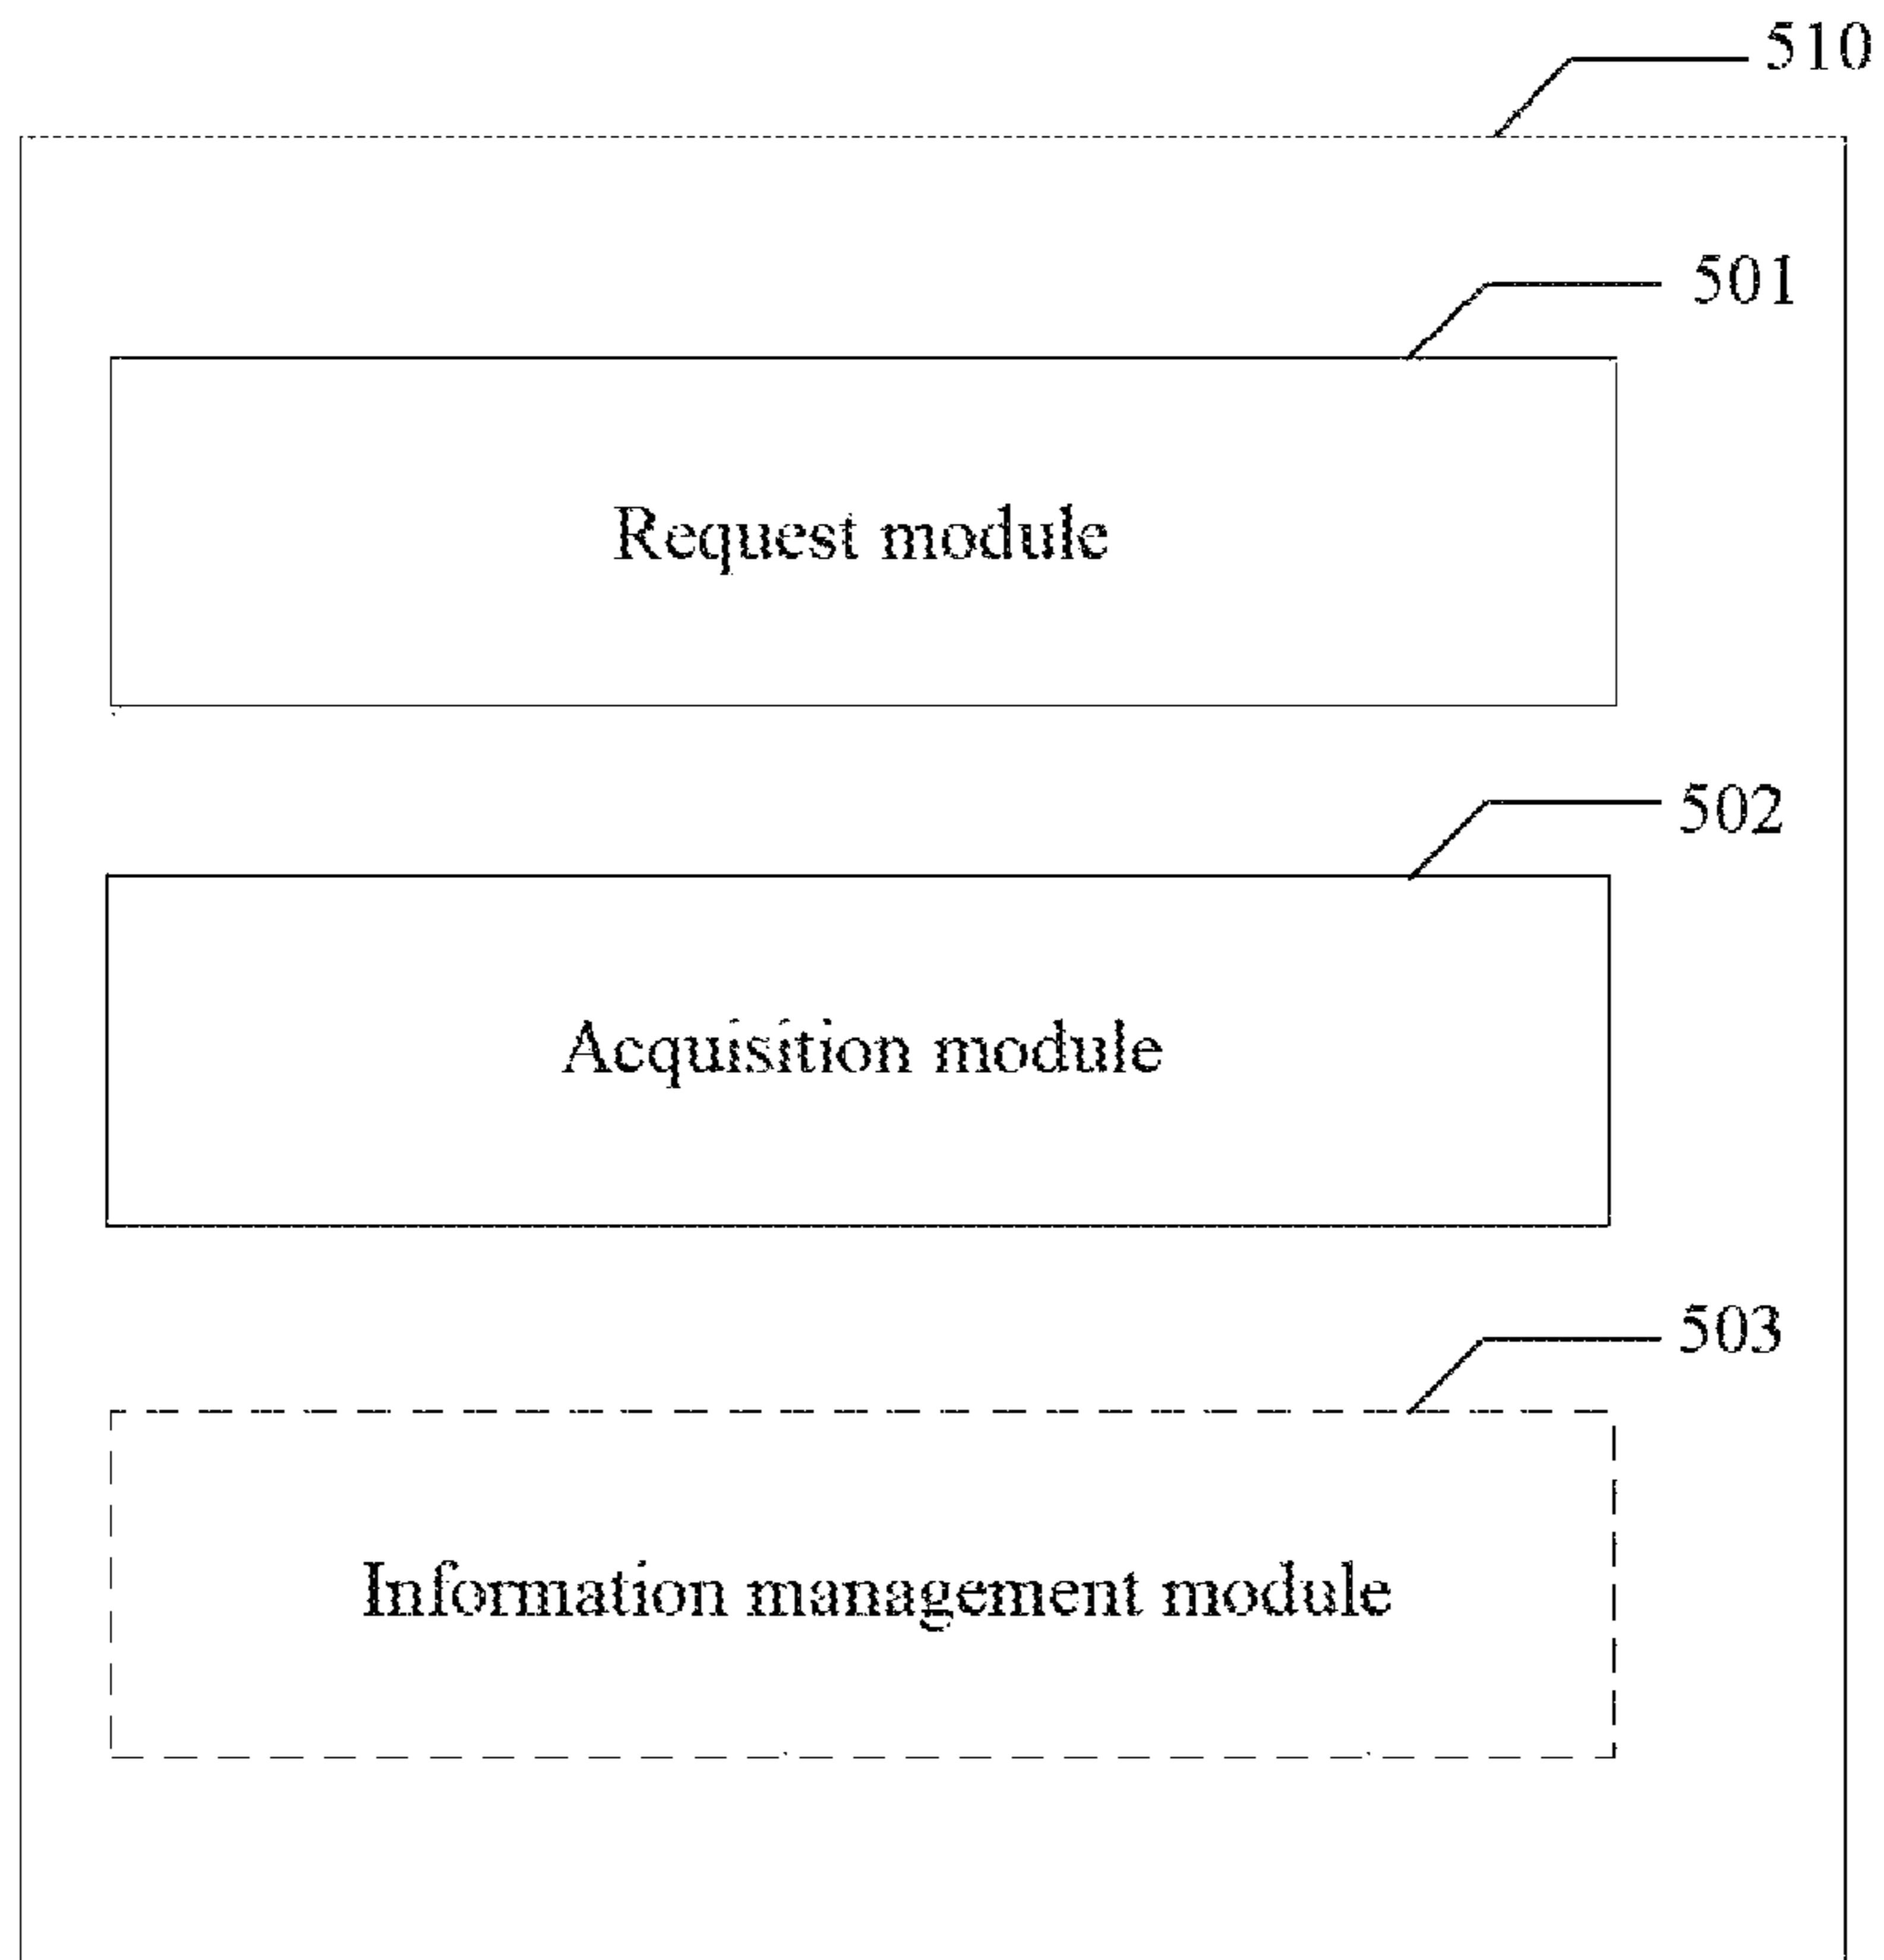 510
501
Request module
502
Acquisition module
503
Information management module